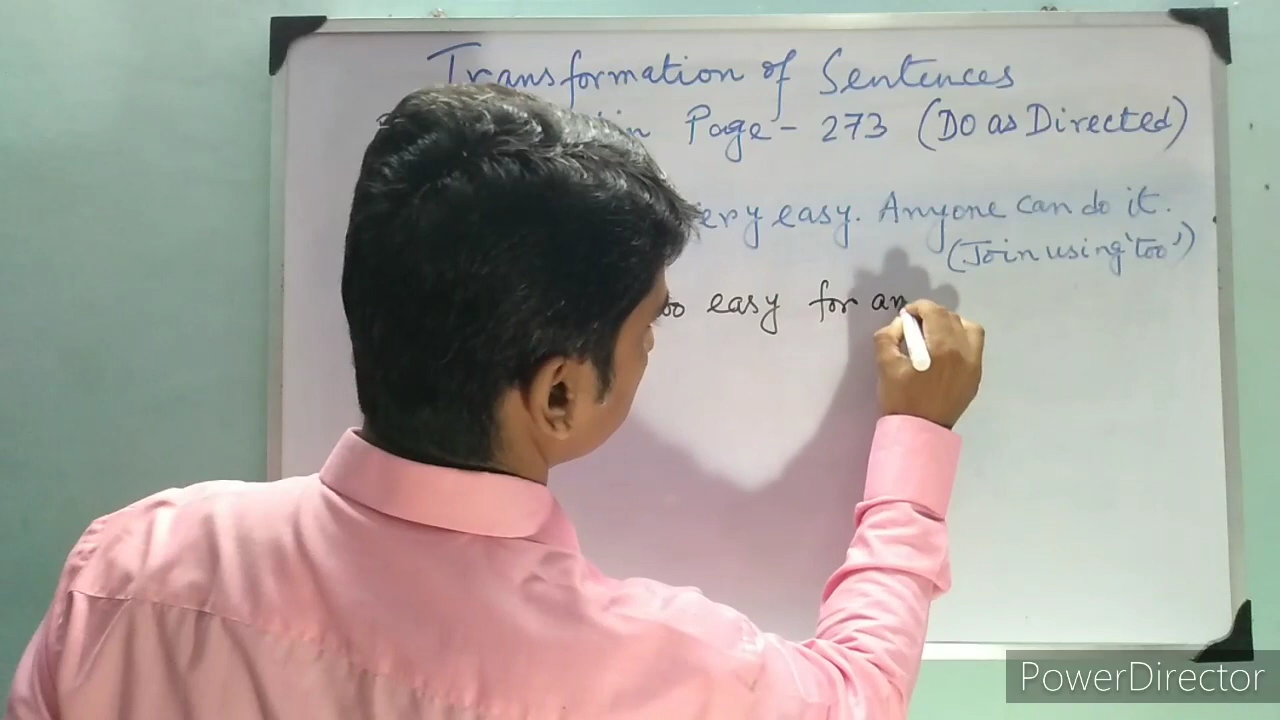 Transformation of Sentences
Page - 273 (Do as Directed)
easy. Anyone can do it.
(Join using 'too')
easy for an
PowerDirector